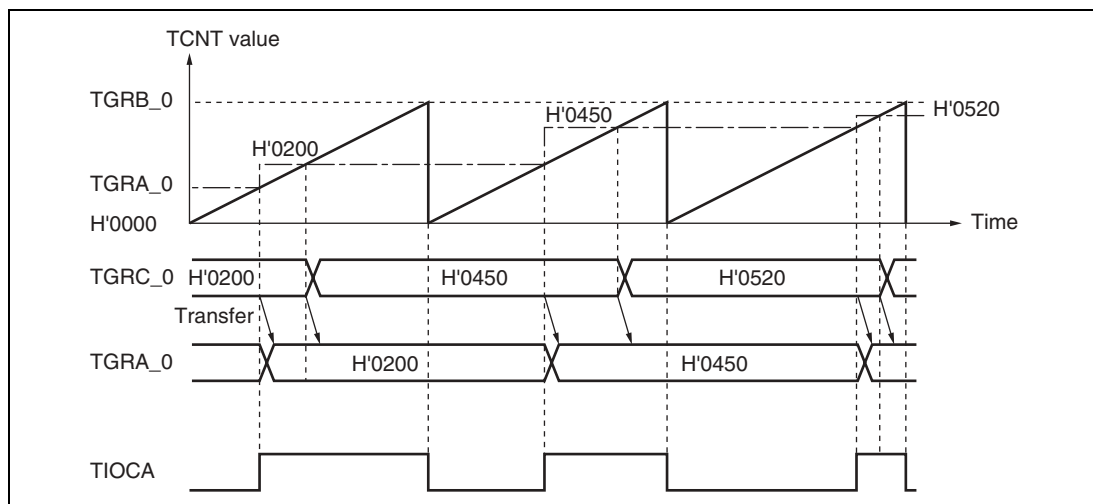 TCNT value
TGRB_0
H'0520
H'0450
H'0200
TGRA_0
H'0000
Time
TGRC_0 H'0200 H'0450 H'0520
Transfer
TGRA_0 H'0200 H'0450
TIOCA